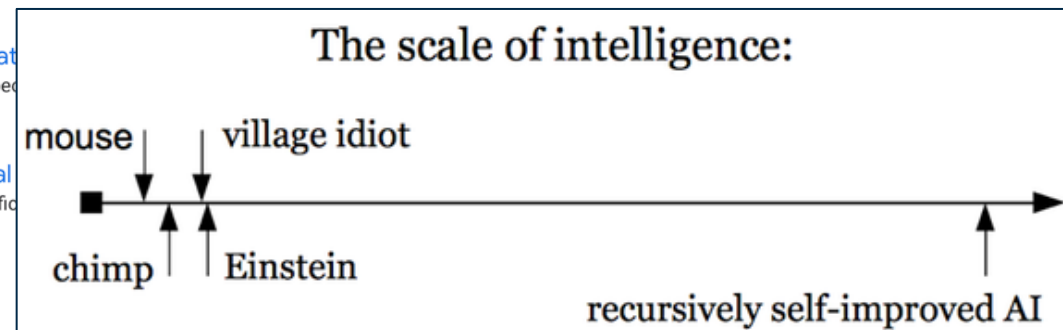 The scale of intelligence:
mouse
village idiot
chimp
Einstein
recursively self-improved AI